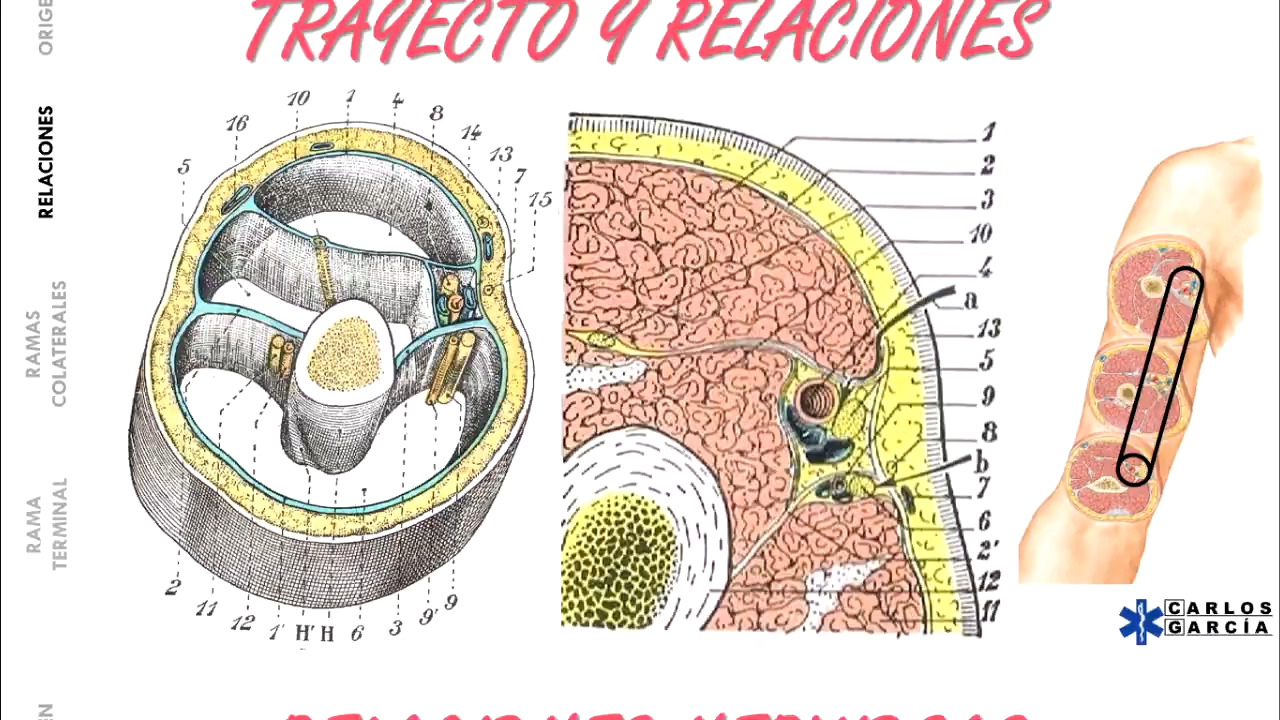 TRAYECTO Y RELACIONES
RELACIONES
RAMAS
COLATERALES
RAMA
TERMINAL
10 1 4 8
16 14
5 13
7
15
2 11 12 1' H' H 6 3 9' 9
1
2
3
10
4
a
13
5
9
8
b
7
6
2'
12
11
CARLOS
GARCÍA